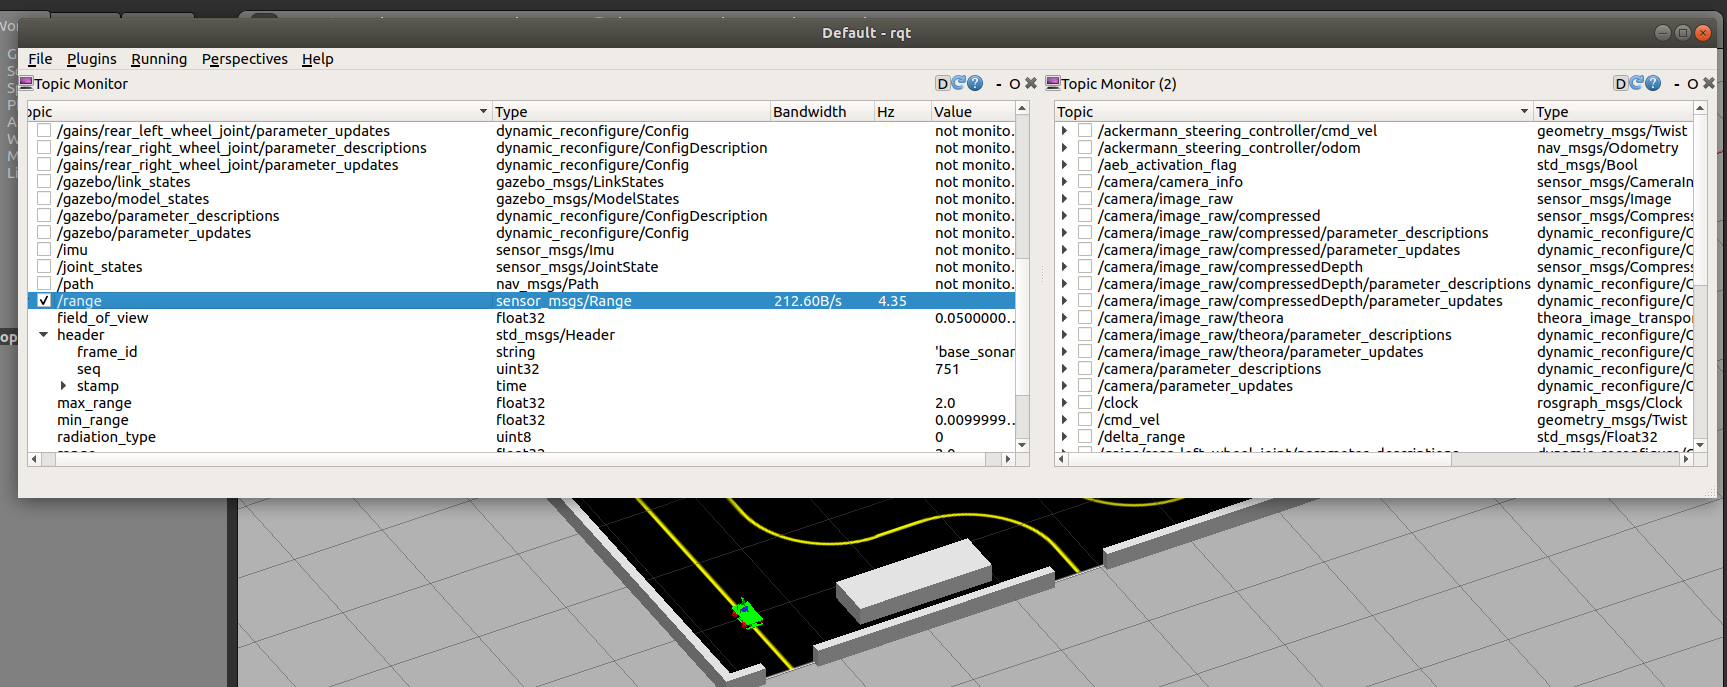 Default - rqt
File Plugins Running Perspectives Help
Topic Monitor
D - O
opic Type Bandwidth Hz Value
/gains/rear_left_wheel_joint/parameter_updates dynamic_reconfigure/Config not monito.
/gains/rear_right_wheel_joint/parameter_descriptions dynamic_reconfigure/ConfigDescription not monito.
/gains/rear_right_wheel_joint/parameter_updates dynamic_reconfigure/Config not monito.
/gazebo/link_states gazebo_msgs/LinkStates not monito.
/gazebo/model_states gazebo_msgs/ModelStates not monito.
/gazebo/parameter_descriptions dynamic_reconfigure/ConfigDescription not monito.
/gazebo/parameter_updates dynamic_reconfigure/Config not monito.
/imu sensor_msgs/Imu not monito.
/joint_states sensor_msgs/JointState not monito.
/path nav_msgs/Path not monito.
/range sensor_msgs/Range 212.60B/s 4.35
field_of_view float32 0.0500000..
header std_msgs/Header
frame_id string 'base_sonar
seq uint32 751
stamp time
max_range float32 2.0
min_range float32 0.0099999..
radiation_type uint8 0
Topic Monitor (2)
D - O
Topic Type
/ackermann_steering_controller/cmd_vel geometry_msgs/Twist
/ackermann_steering_controller/odom nav_msgs/Odometry
/aeb_activation_flag std_msgs/Bool
/camera/camera_info sensor_msgs/CameraIn
/camera/image_raw sensor_msgs/Image
/camera/image_raw/compressed sensor_msgs/Compress
/camera/image_raw/compressed/parameter_descriptions dynamic_reconfigure/C
/camera/image_raw/compressed/parameter_updates dynamic_reconfigure/C
/camera/image_raw/compressedDepth sensor_msgs/Compress
/camera/image_raw/compressedDepth/parameter_descriptions dynamic_reconfigure/C
/camera/image_raw/compressedDepth/parameter_updates dynamic_reconfigure/C
/camera/image_raw/theora theora_image_transpo
/camera/image_raw/theora/parameter_descriptions dynamic_reconfigure/C
/camera/image_raw/theora/parameter_updates dynamic_reconfigure/C
/camera/parameter_descriptions dynamic_reconfigure/C
/camera/parameter_updates dynamic_reconfigure/C
/clock rosgraph_msgs/Clock
/cmd_vel geometry_msgs/Twist
/delta_range std_msgs/Float32